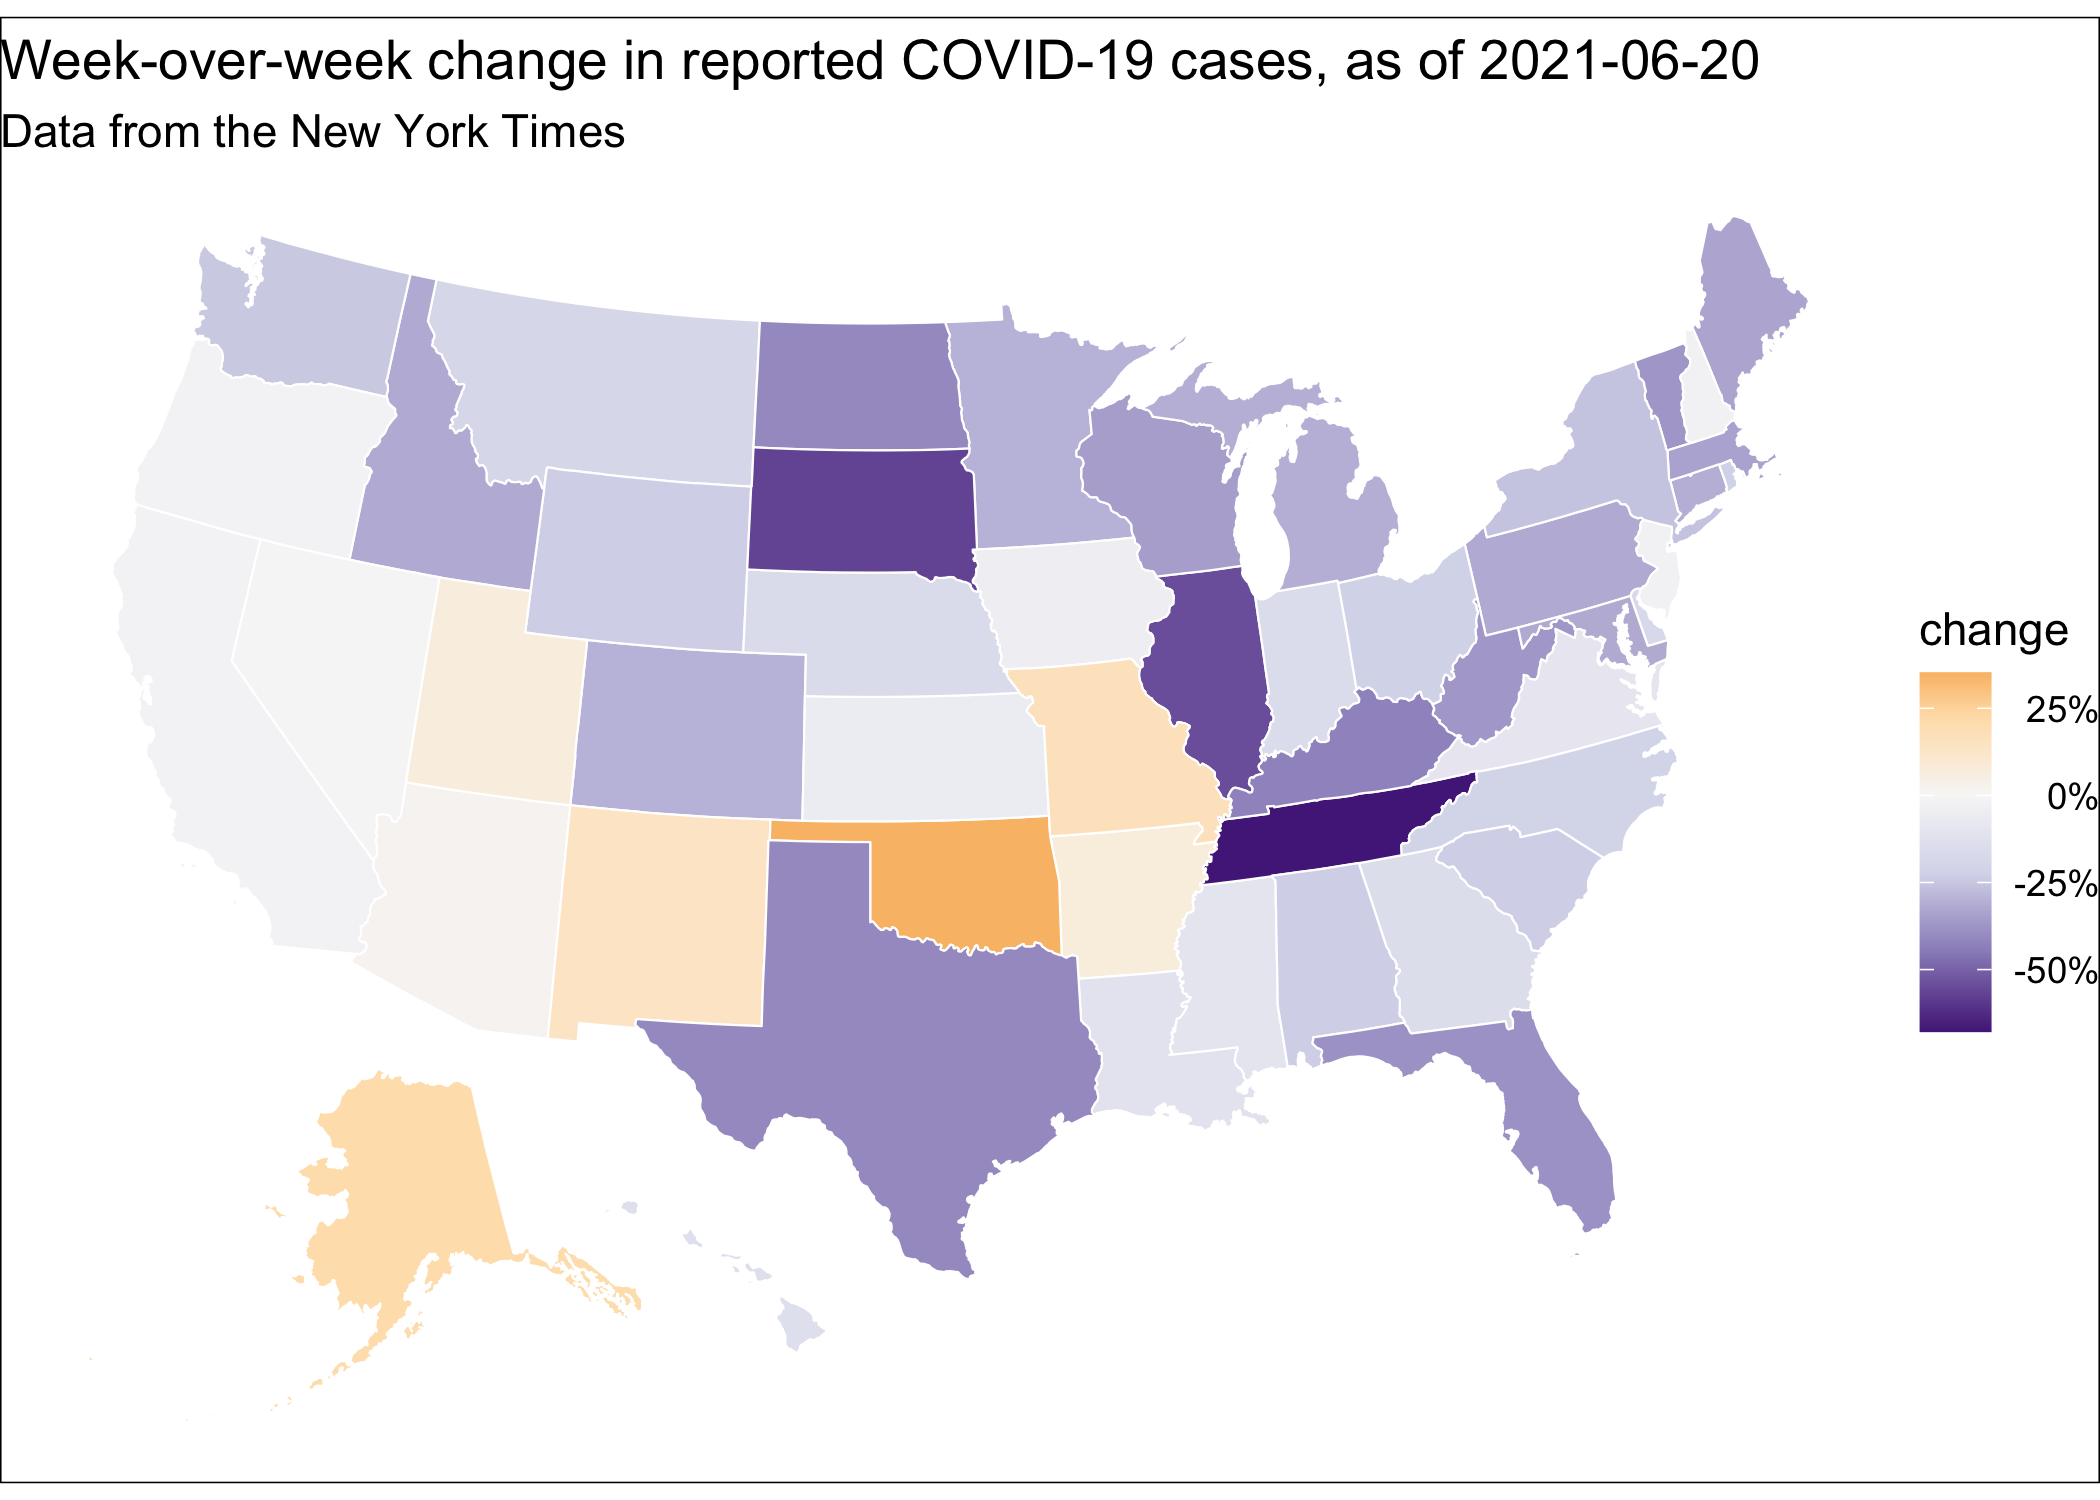 Week-over-week change in reported COVID-19 cases, as of 2021-06-20
Data from the New York Times
change
25%
0%
-25%
-50%